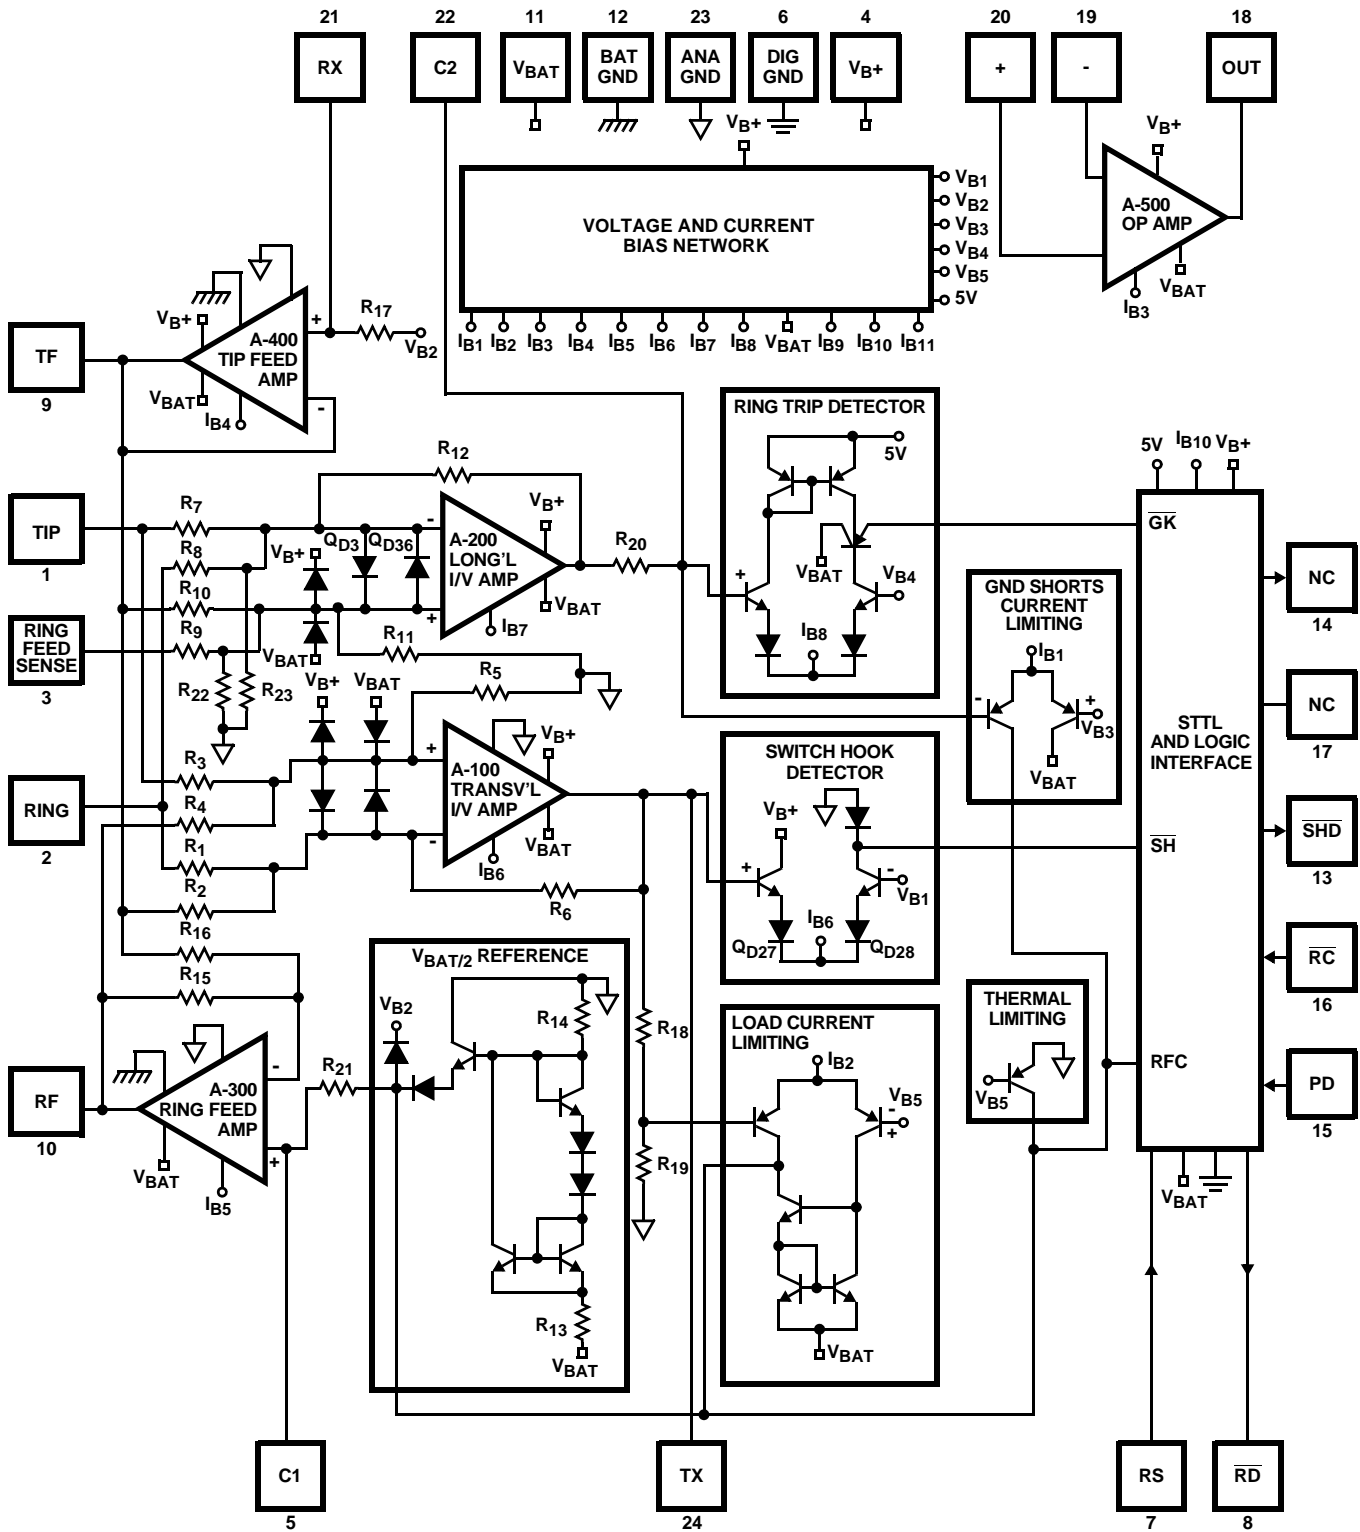 21
22
11
12
23
6
4
20
19
18
RX
C2
VBAT
BAT
GND
ANA
GND
DIG
GND
VB+
+
-
OUT
VB+
VOLTAGE AND CURRENT
BIAS NETWORK
VB1
VB2
VB3
VB4
VB5
5V
IB1
IB2
IB3
IB4
IB5
IB6
IB7
IB8
VBAT
IB9
IB10
IB11
VB+
A-500
OP AMP
VBAT
IB3
TF
9
VB+
A-400
TIP FEED
AMP
+
-
VBAT
IB4
R17
VB2
TIP
1
RING
FEED
SENSE
3
RING
2
RF
10
R7
R8
R10
R9
R22
R23
R12
VB+
VBAT
QD3
QD36
-
A-200
LONG'L
I/V AMP
+
VB+
VBAT
IB7
R20
R11
R5
VB+
VBAT
+
A-100
TRANSV'L
I/V AMP
-
VB+
VBAT
IB6
R6
R3
R4
R1
R2
R16
R15
A-300
RING FEED
AMP
-
+
VBAT
IB5
R21
VBAT/2 REFERENCE
VB2
R14
R13
VBAT
R18
R19
RING TRIP DETECTOR
5V
VBAT
VB4
+
IB8
SWITCH HOOK
DETECTOR
VB+
+
-
VB1
IB6
QD27
QD28
LOAD CURRENT
LIMITING
IB2
VB5
-
+
VBAT
GND SHORTS
CURRENT
LIMITING
IB1
-
+
VB3
VBAT
THERMAL
LIMITING
VB5
5V
IB10
VB+
GK
SH
RFC
STTL
AND LOGIC
INTERFACE
VBAT
NC
14
NC
17
SHD
13
RC
16
PD
15
C1
5
TX
24
RS
7
RD
8